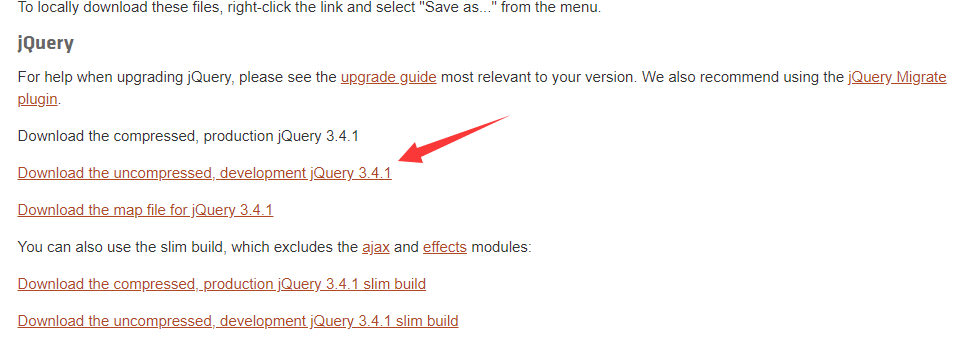 To locally download these files, right-click the link and select "Save as..." from the menu.
jQuery
For help when upgrading jQuery, please see the upgrade guide most relevant to your version. We also recommend using the jQuery Migrate
plugin.
Download the compressed, production jQuery 3.4.1
Download the uncompressed, development jQuery 3.4.1
Download the map file for jQuery 3.4.1
You can also use the slim build, which excludes the ajax and effects modules:
Download the compressed, production jQuery 3.4.1 slim build
Download the uncompressed, development jQuery 3.4.1 slim build